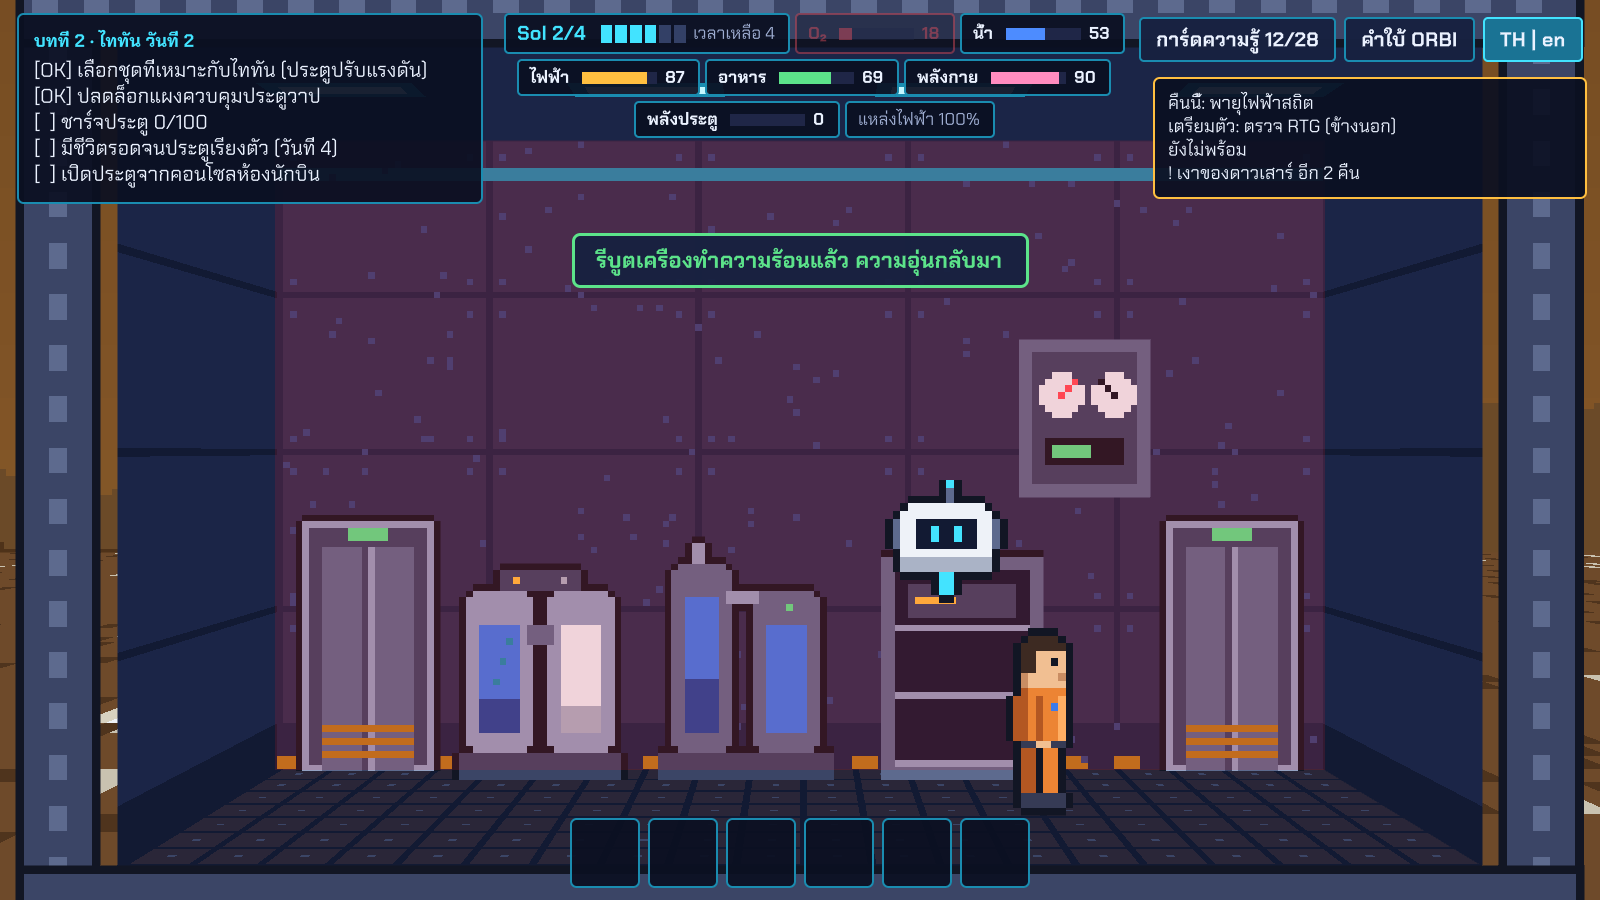 บทที่ 2 · ไททัน วันที่ 2
[OK] เลือกชุดที่เหมาะกับไททัน (ประตูปรับแรงดัน)
[OK] ปลดล็อกแผงควบคุมประตูวาป
[ ] ชาร์จประตู 0/100
[ ] มีชีวิตรอดจนประตูเรียงตัว (วันที่ 4)
[ ] เปิดประตูจากคอนโซลห้องนักบิน
Sol 2/4 เวลาเหลือ 4
O₂ 18
น้ำ 53
ไฟฟ้า 87
อาหาร 69
พลังกาย 90
พลังประตู 0
แหล่งไฟฟ้า 100%
การ์ดความรู้ 12/28
คำใบ้ ORBI
TH | en
คืนนี้: พายุไฟฟ้าสถิต
เตรียมตัว: ตรวจ RTG (ข้างนอก)
ยังไม่พร้อม
! เงาของดาวเสาร์ อีก 2 คืน
รีบูตเครื่องทำความร้อนแล้ว ความอุ่นกลับมา